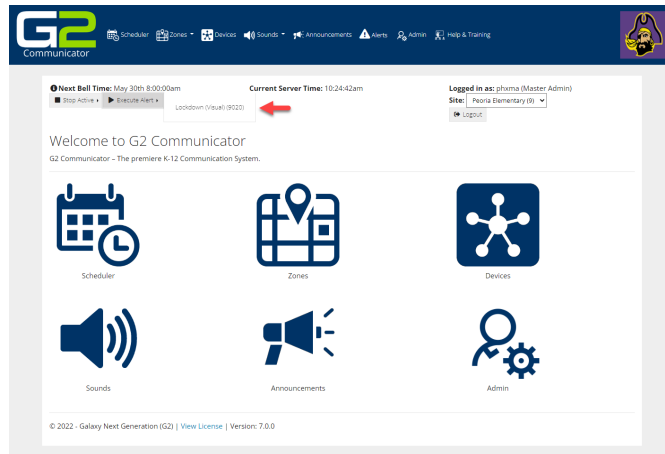 G2
Communicator
Scheduler Zones Devices Sounds Announcements Alerts Admin Help & Training
Next Bell Time: May 30th 8:00:00am Current Server Time: 10:24:42am Logged in as: phxma (Master Admin)
Stop Active Execute Alert Lockdown (Visual) (9020) Site: Peoria Elementary (9)
Logout
Welcome to G2 Communicator
G2 Communicator – The premiere K-12 Communication System.
Scheduler Zones Devices
Sounds Announcements Admin
© 2022 - Galaxy Next Generation (G2) | View License | Version: 7.0.0